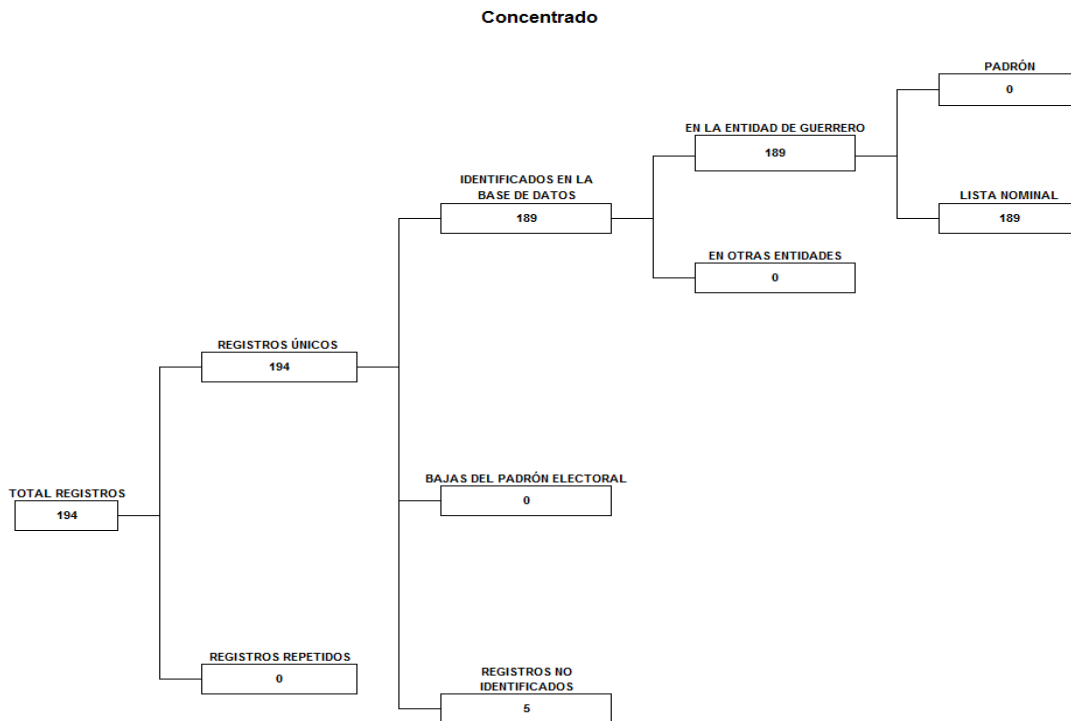 Concentrado
PADRÓN
0
EN LA ENTIDAD DE GUERRERO
189
IDENTIFICADOS EN LA
BASE DE DATOS
189
LISTA NOMINAL
189
EN OTRAS ENTIDADES
0
REGISTROS ÚNICOS
194
BAJAS DEL PADRÓN ELECTORAL
0
TOTAL REGISTROS
194
REGISTROS REPETIDOS
0
REGISTROS NO
IDENTIFICADOS
5